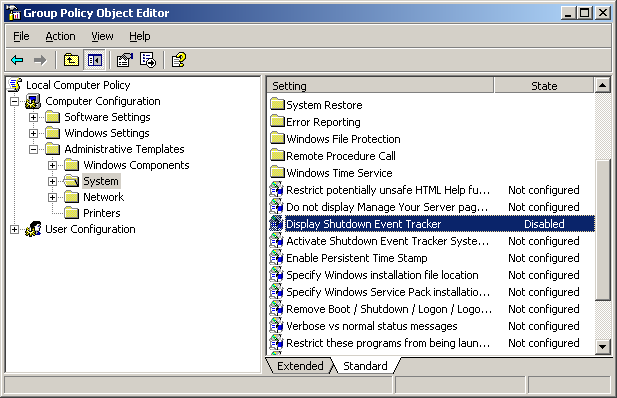 Group Policy Object Editor
File Action View Help
Local Computer Policy
Computer Configuration
Software Settings
Windows Settings
Administrative Templates
Windows Components
System
Network
Printers
User Configuration
Setting State
System Restore
Error Reporting
Windows File Protection
Remote Procedure Call
Windows Time Service
Restrict potentially unsafe HTML Help fu... Not configured
Do not display Manage Your Server pag... Not configured
Display Shutdown Event Tracker Disabled
Activate Shutdown Event Tracker Syste... Not configured
Enable Persistent Time Stamp Not configured
Specify Windows installation file location Not configured
Specify Windows Service Pack installatio... Not configured
Remove Boot / Shutdown / Logon / Logo... Not configured
Verbose vs normal status messages Not configured
Restrict these programs from being laun... Not configured
Extended Standard